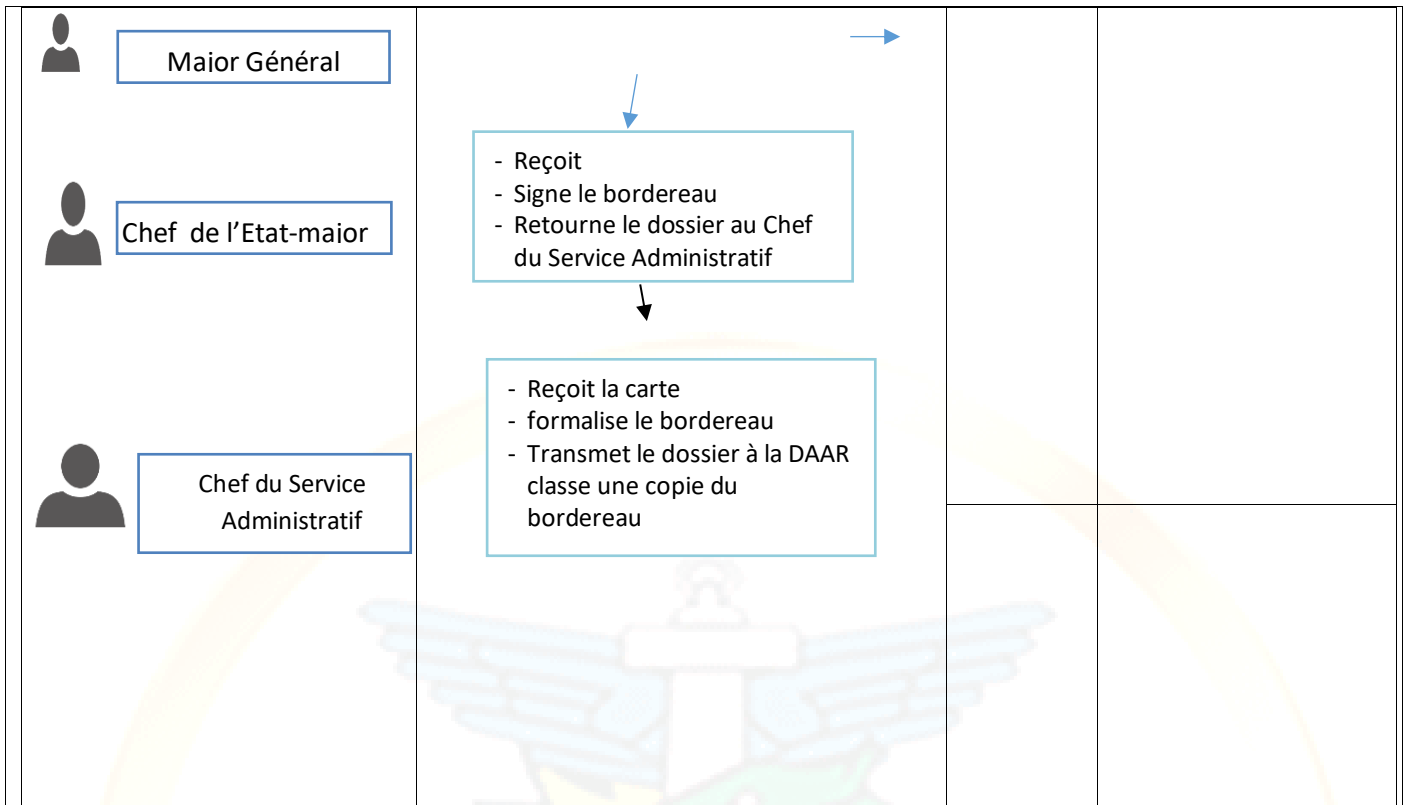 Major Général
- Reçoit
- Signe le bordereau
- Retourne le dossier au Chef
du Service Administratif
Chef de l’Etat-major
- Reçoit la carte
- formalise le bordereau
- Transmet le dossier à la DAAR
classe une copie du
bordereau
Chef du Service
Administratif